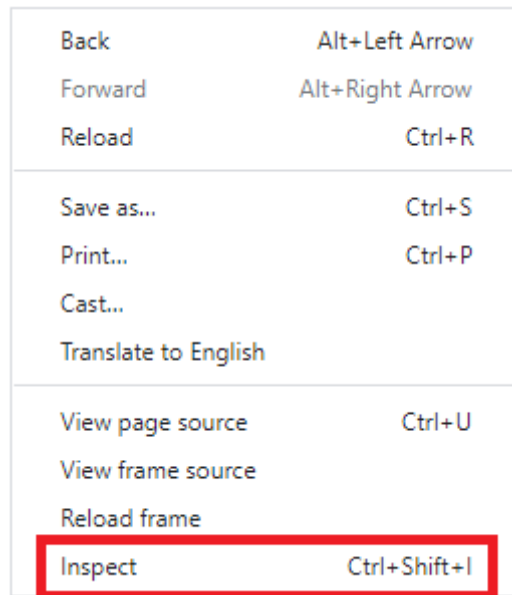 Back Alt+Left Arrow
Forward Alt+Right Arrow
Reload Ctrl+R
Save as... Ctrl+S
Print... Ctrl+P
Cast...
Translate to English
View page source Ctrl+U
View frame source
Reload frame
Inspect Ctrl+Shift+I